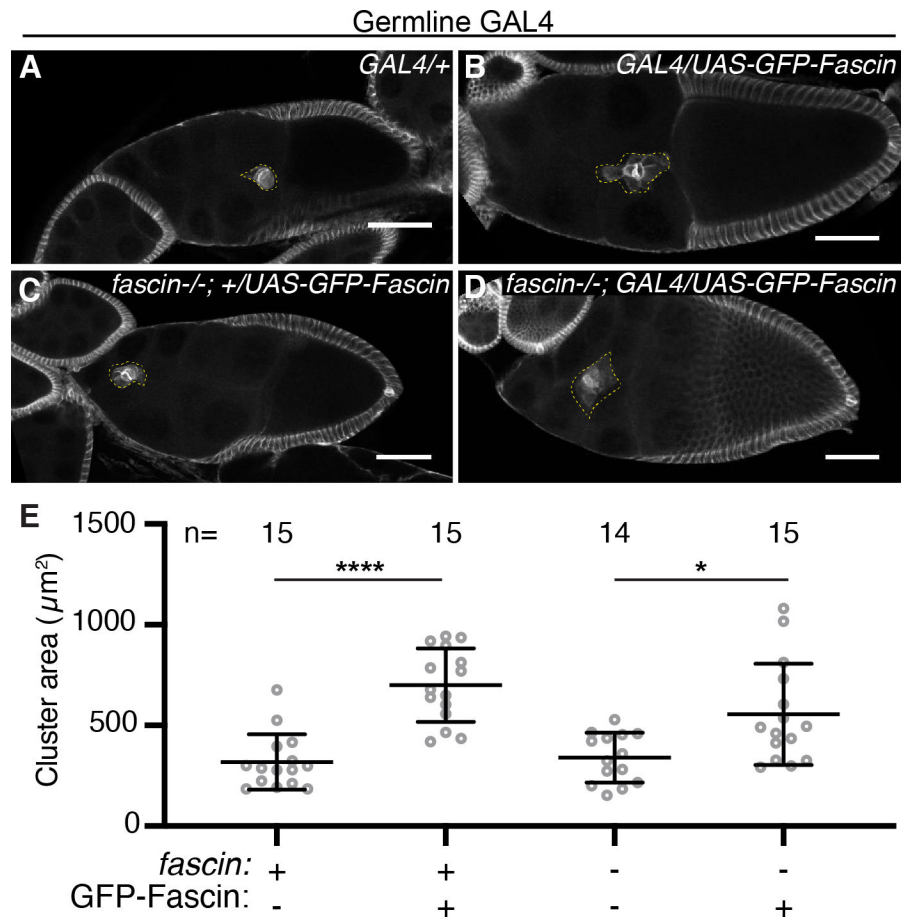 Germline GAL4
A GAL4/+
B GAL4/UAS-GFP-Fascin
C fascin-/-; +/UAS-GFP-Fascin
D fascin-/-; GAL4/UAS-GFP-Fascin
E
n= 15 15 14 15
**** *
Cluster area (µm²)
1500
1000
500
0
fascin: + + - -
GFP-Fascin: - + - +